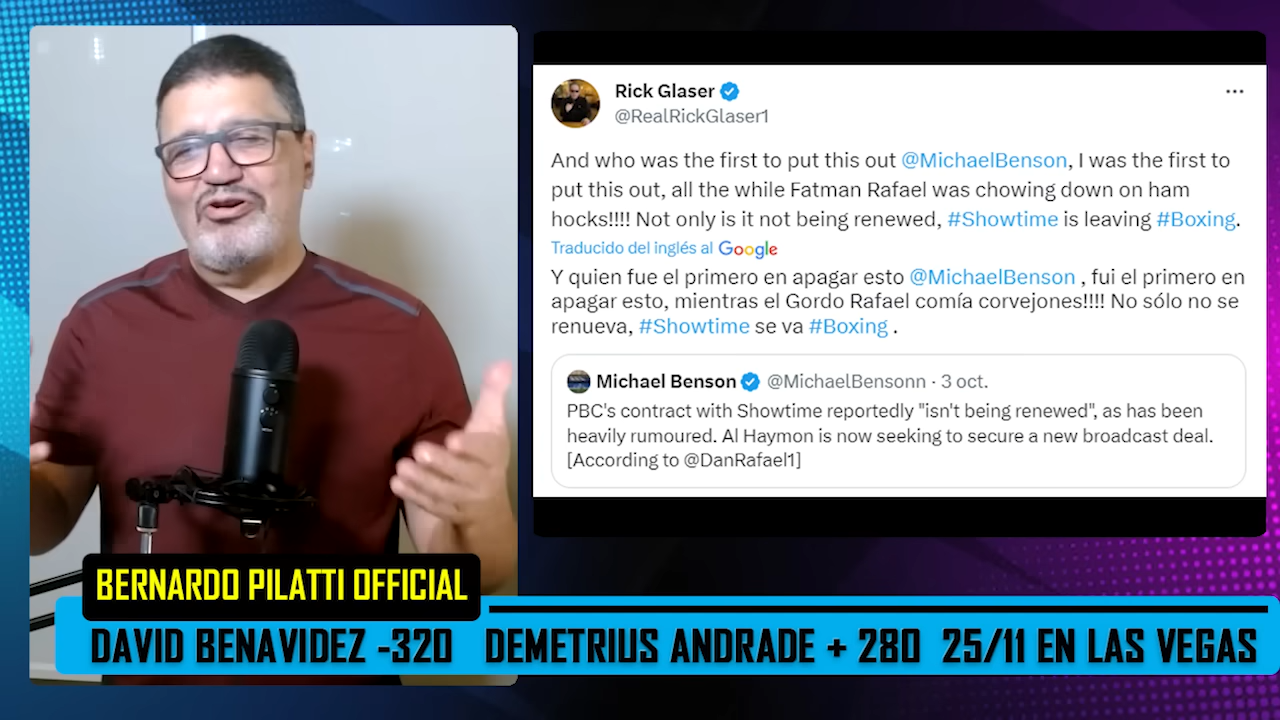 Rick Glaser
@RealRickGlaser1
And who was the first to put this out @MichaelBenson, I was the first to
put this out, all the while Fatman Rafael was chowing down on ham
hocks!!!! Not only is it not being renewed, #Showtime is leaving #Boxing.
Traducido del inglés al Google
Y quien fue el primero en apagar esto @MichaelBenson , fui el primero en
apagar esto, mientras el Gordo Rafael comía corvejones!!!! No sólo no se
renueva, #Showtime se va #Boxing .
Michael Benson @MichaelBensonn · 3 oct.
PBC's contract with Showtime reportedly "isn't being renewed", as has been
heavily rumoured. Al Haymon is now seeking to secure a new broadcast deal.
[According to @DanRafael1]
BERNARDO PILATTI OFFICIAL
DAVID BENAVIDEZ -320 DEMETRIUS ANDRADE + 280 25/11 EN LAS VEGAS